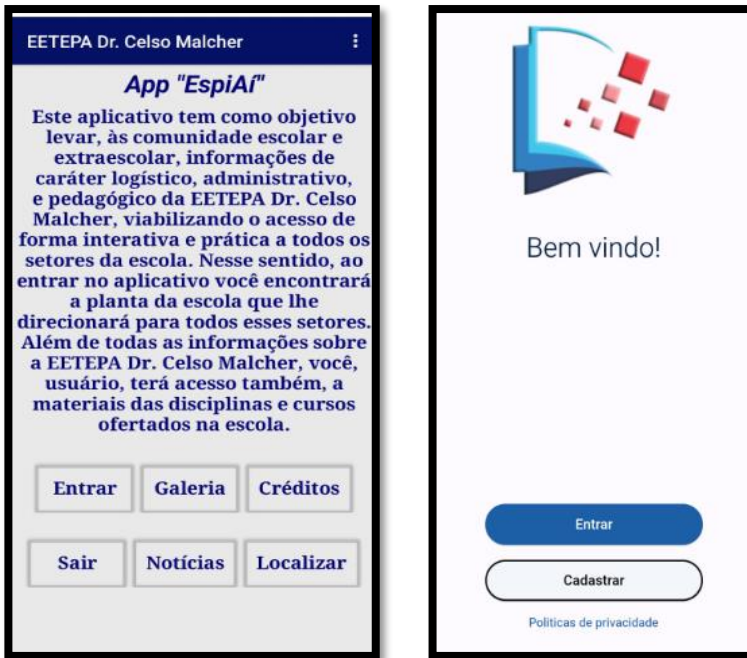 EETEPA Dr. Celso Malcher
App "EspiAí"
Este aplicativo tem como objetivo
levar, às comunidade escolar e
extraescolar, informações de
caráter logístico, administrativo,
e pedagógico da EETEPA Dr. Celso
Malcher, viabilizando o acesso de
forma interativa e prática a todos os
setores da escola. Nesse sentido, ao
entrar no aplicativo você encontrará
a planta da escola que lhe
direcionará para todos esses setores.
Além de todas as informações sobre
a EETEPA Dr. Celso Malcher, você,
usuário, terá acesso também, a
materiais das disciplinas e cursos
ofertados na escola.
Entrar Galeria Créditos
Sair Notícias Localizar
Bem vindo!
Entrar
Cadastrar
Politicas de privacidade